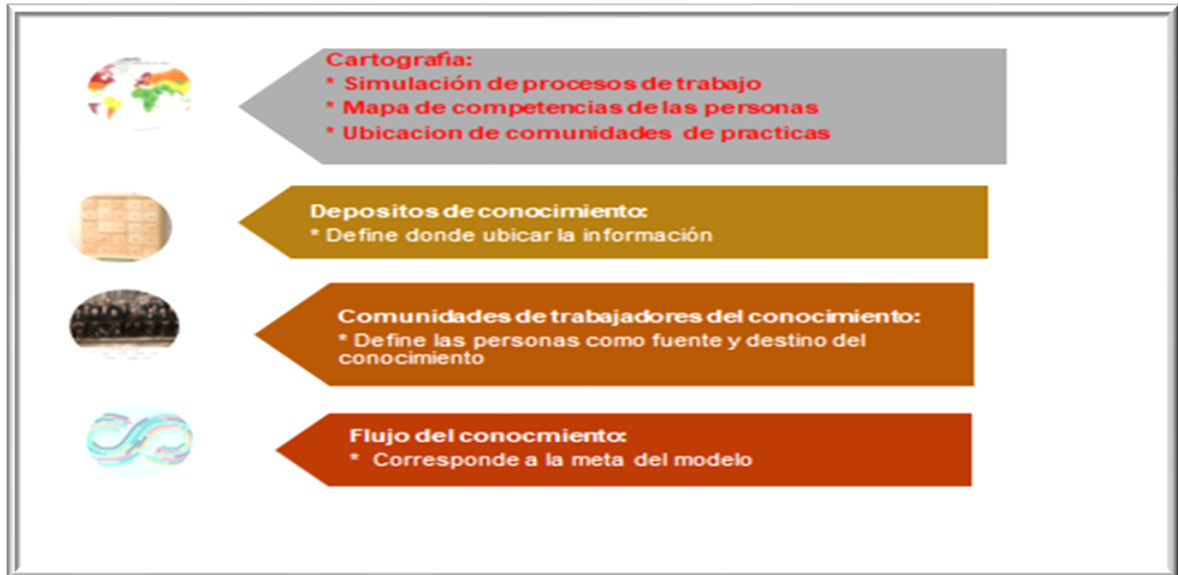 Cartografia:
* Simulación de procesos de trabajo
* Mapa de competencias de las personas
* Ubicacion de comunidades de practicas
Depositos de conocimiento:
* Define donde ubicar la información
Comunidades de trabajadores del conocimiento:
* Define las personas como fuente y destino del
conocimiento
Flujo del conocmiento:
* Corresponde a la meta del modelo